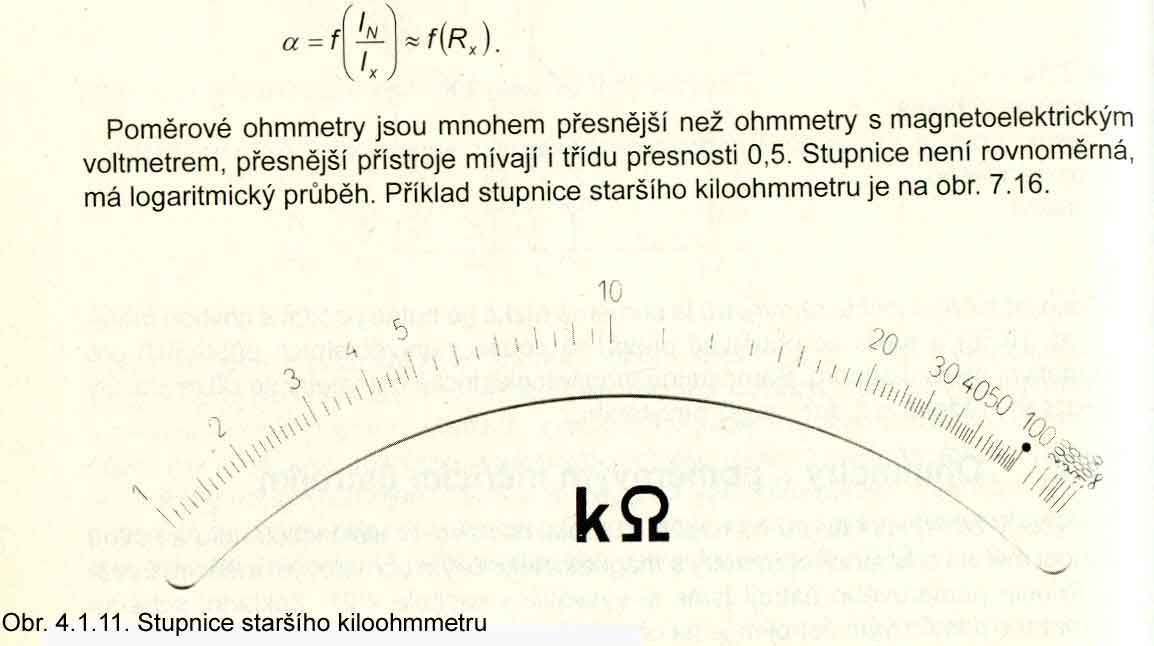 α = f(I_N / I_x) ≈ f(R_x).
Poměrové ohmmetry jsou mnohem přesnější než ohmmetry s magnetoelektrickým
voltmetrem, přesnější přístroje mívají i třídu přesnosti 0,5. Stupnice není rovnoměrná,
má logaritmický průběh. Příklad stupnice staršího kiloohmmetru je na obr. 7.16.
1 2 3 4 5 10 20 30 40 50 100
kΩ
Obr. 4.1.11. Stupnice staršího kiloohmmetru